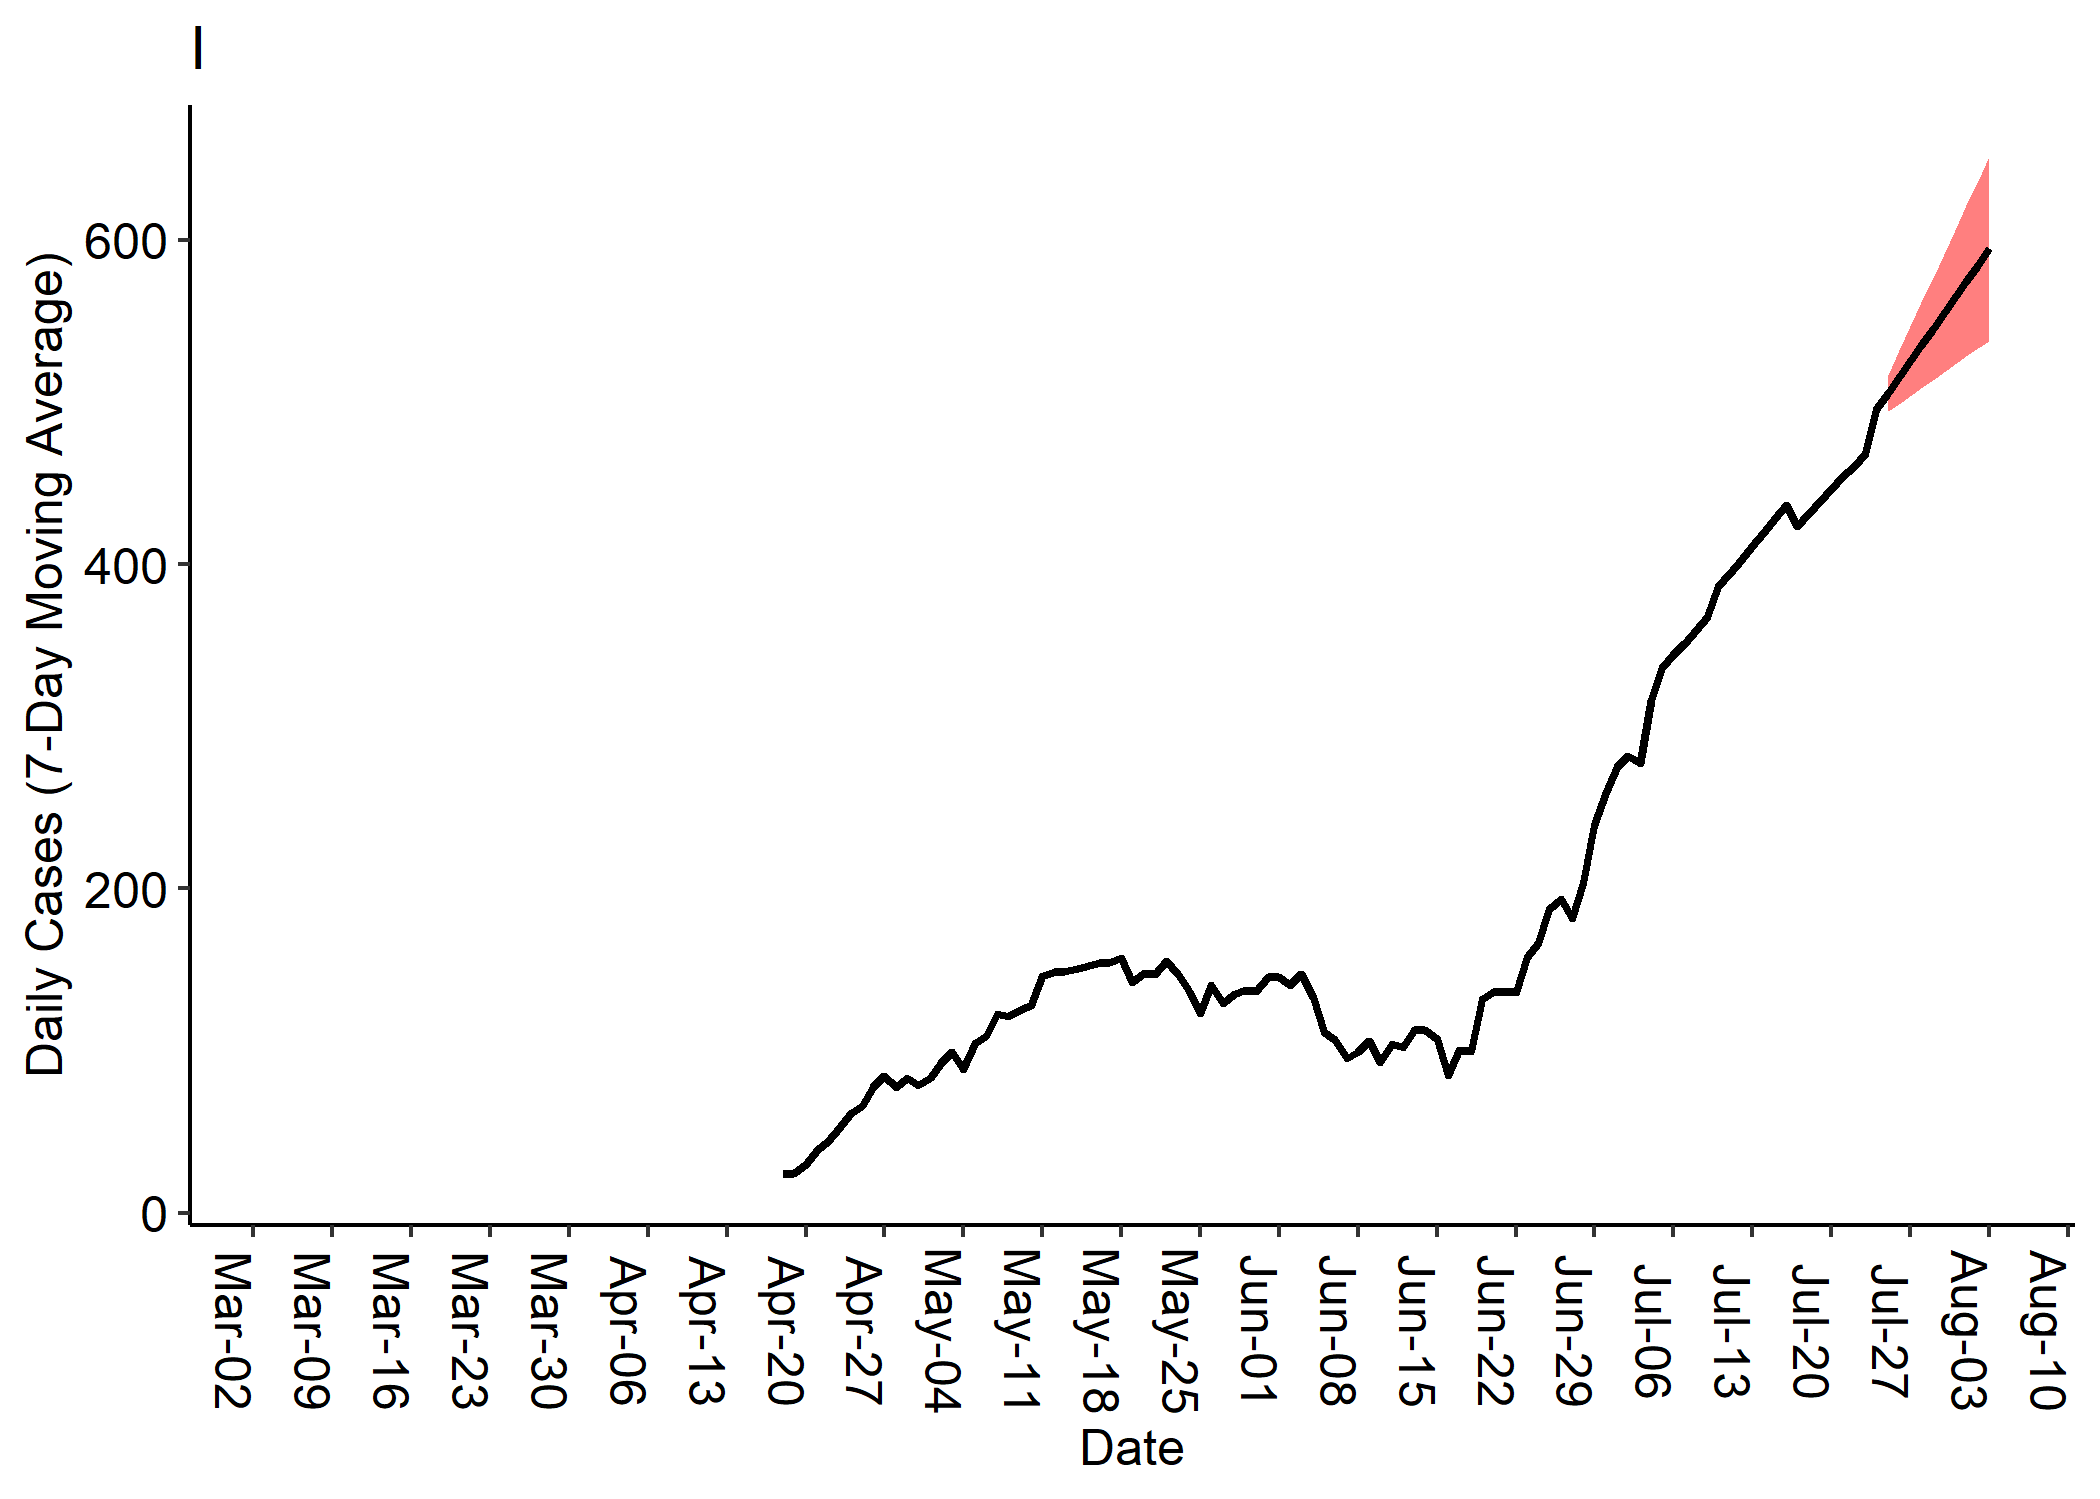 I
Daily Cases (7-Day Moving Average)
600
400
200
0
Mar-02
Mar-09
Mar-16
Mar-23
Mar-30
Apr-06
Apr-13
Apr-20
Apr-27
May-04
May-11
May-18
May-25
Jun-01
Jun-08
Jun-15
Jun-22
Jun-29
Jul-06
Jul-13
Jul-20
Jul-27
Aug-03
Aug-10
Date